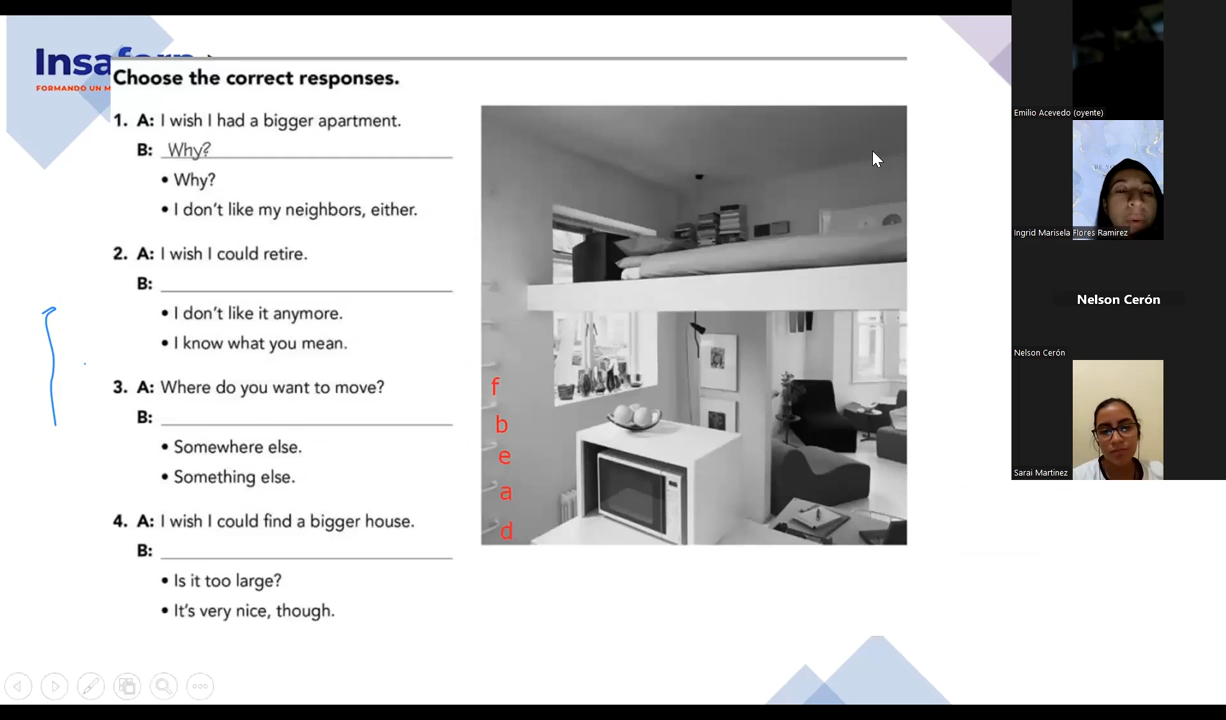 Insaforp
FORMANDO UN M
Choose the correct responses.
1. A: I wish I had a bigger apartment.
B: Why?
• Why?
• I don't like my neighbors, either.
2. A: I wish I could retire.
B:
• I don't like it anymore.
• I know what you mean.
3. A: Where do you want to move?
B:
• Somewhere else.
• Something else.
4. A: I wish I could find a bigger house.
B:
• Is it too large?
• It's very nice, though.
f
b
e
a
d
Emilio Acevedo (oyente)
Ingrid Marisela Flores Ramirez
Nelson Cerón
Nelson Cerón
Sarai Martinez